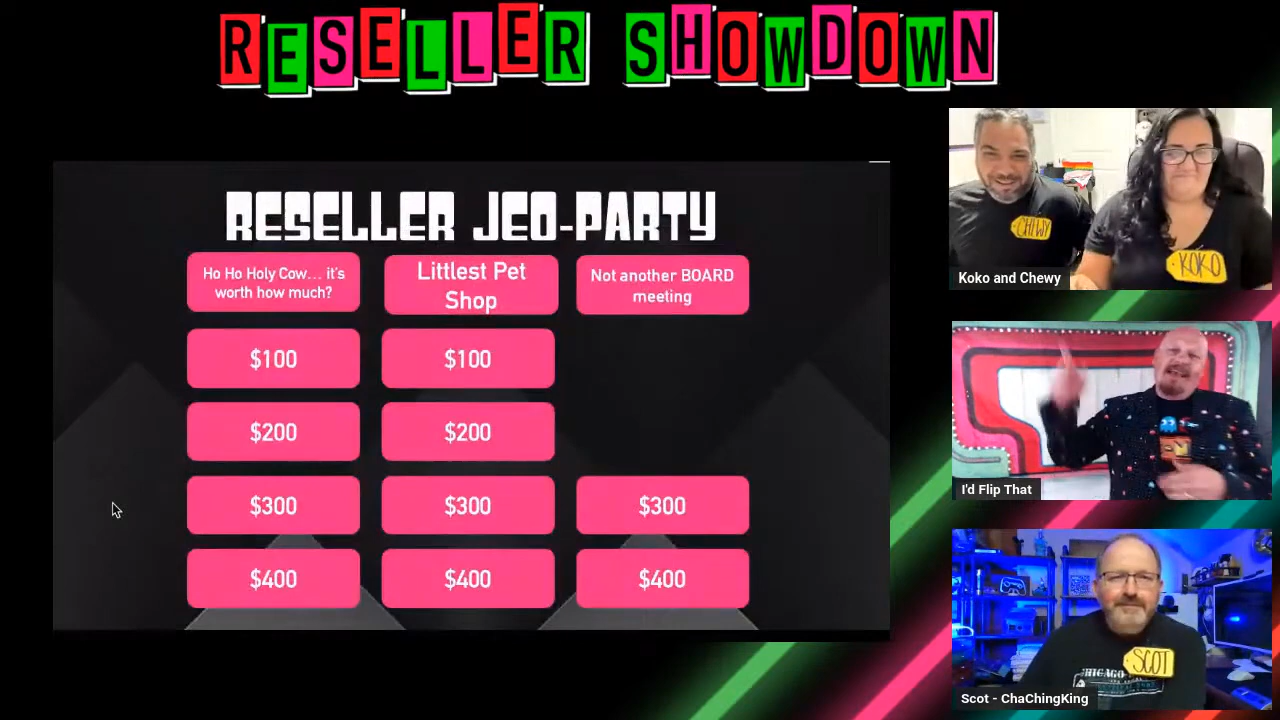 RESELLER SHOWDOWN
RESELLER JEO-PARTY
Ho Ho Holy Cow... it's
worth how much?
Littlest Pet
Shop
Not another BOARD
meeting
$100
$100
$200
$200
$300
$300
$300
$400
$400
$400
CHEWY
KOKO
Koko and Chewy
I'd Flip That
SCOT
CHICAGO
Scot - ChaChingKing